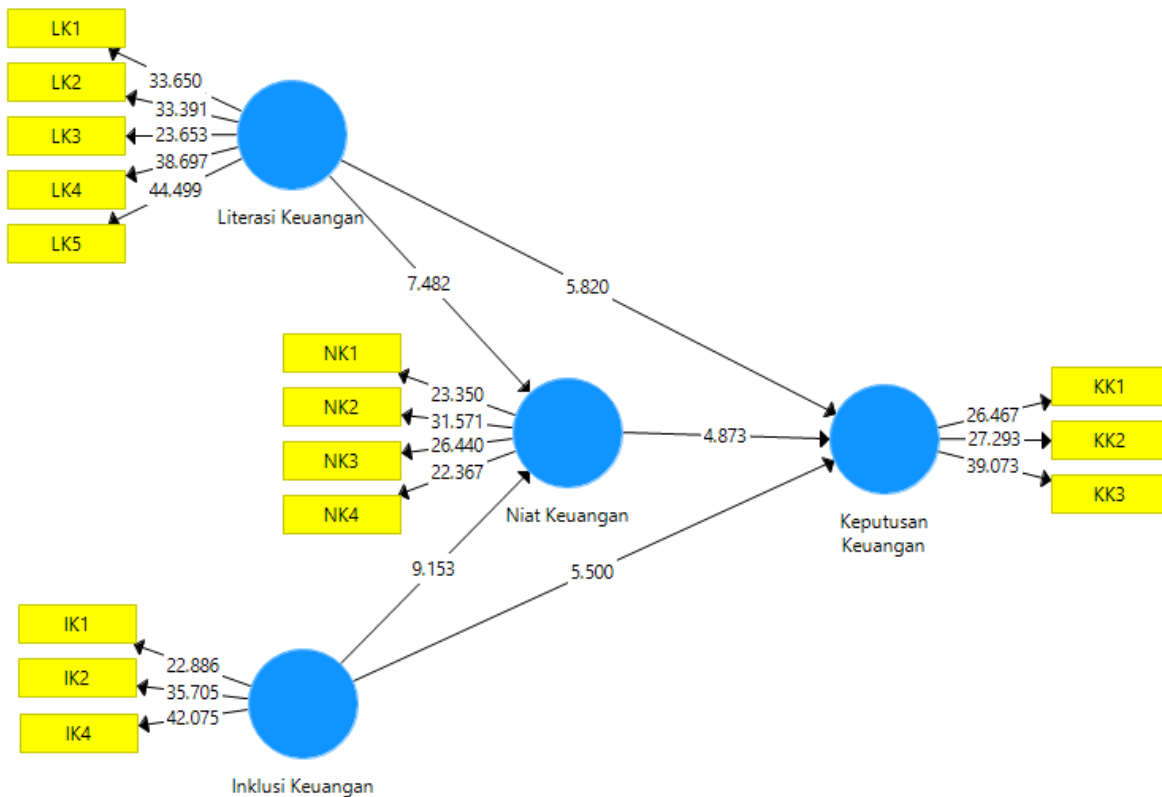 LK1
33.650
LK2
33.391
LK3
23.653
38.697
LK4
44.499
LK5
Literasi Keuangan
7.482
5.820
NK1
23.350
NK2
31.571
NK3
26.440
22.367
NK4
Niat Keuangan
4.873
KK1
26.467
27.293
KK2
39.073
KK3
Keputusan
Keuangan
9.153
5.500
IK1
22.886
IK2
35.705
42.075
IK4
Inklusi Keuangan